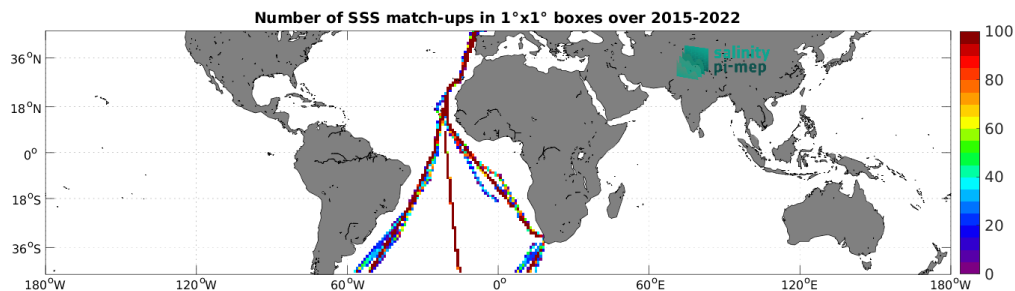 Number of SSS match-ups in 1°x1° boxes over 2015-2022
salinity
pi-mep
36°N
18°N
0°
18°S
36°S
180°W
120°W
60°W
0°
60°E
120°E
180°W
100
80
60
40
20
0